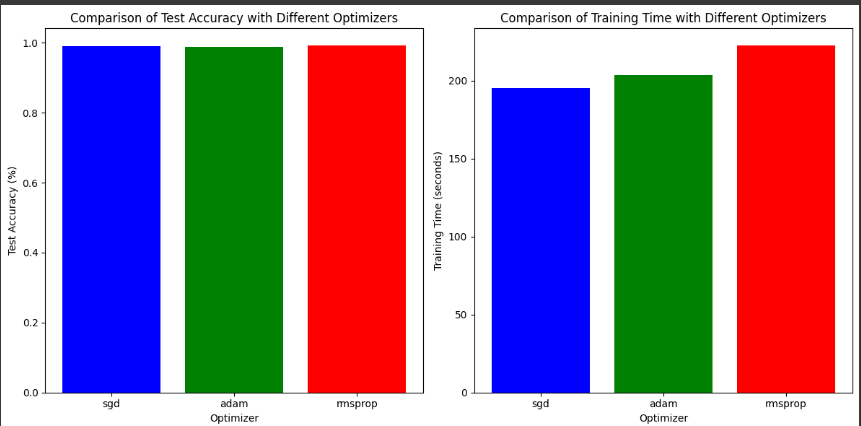 Comparison of Test Accuracy with Different Optimizers
Test Accuracy (%)
1.0
0.8
0.6
0.4
0.2
0.0
sgd adam rmsprop
Optimizer
Comparison of Training Time with Different Optimizers
Training Time (seconds)
200
150
100
50
0
sgd adam rmsprop
Optimizer